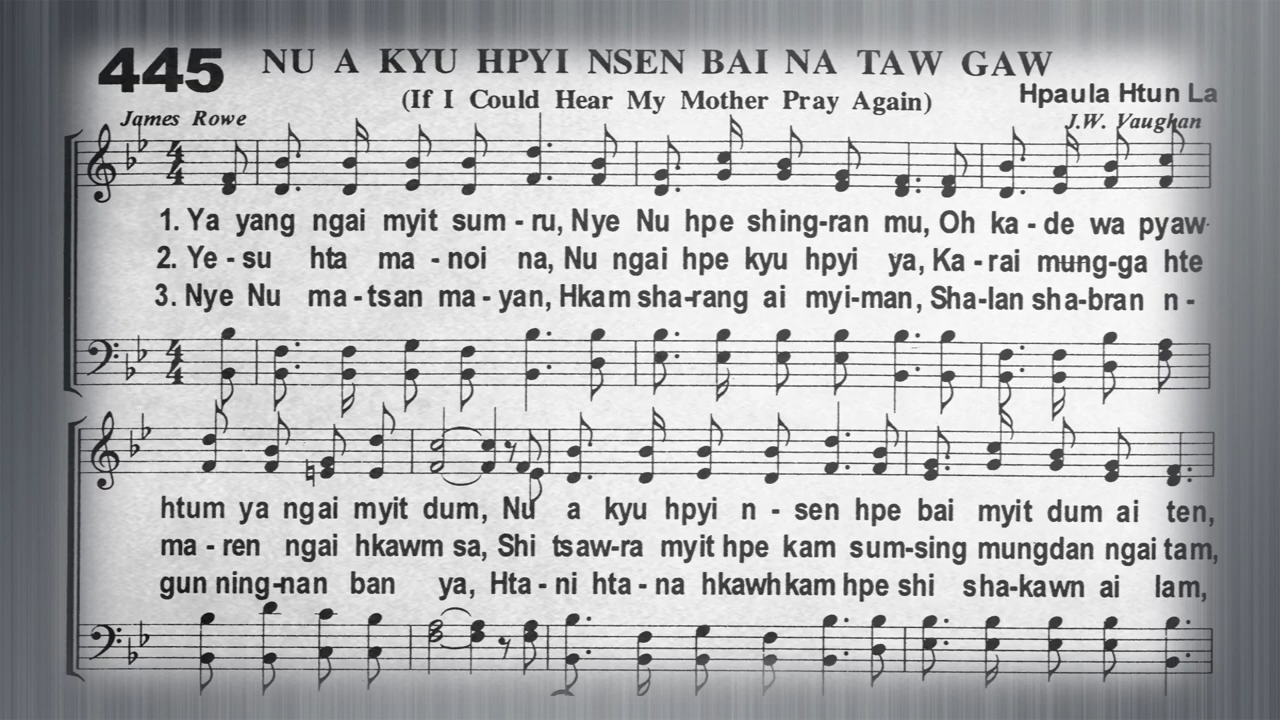 445 NU A KYU HPYI NSEN BAI NA TAW GAW
(If I Could Hear My Mother Pray Again)
Hpaula Htun La
James Rowe
J.W. Vaughan
1. Ya yang ngai myit sum - ru, Nye Nu hpe shing-ran mu, Oh ka - de wa pyaw-
2. Ye - su hta ma - noi na, Nu ngai hpe kyu hpyi ya, Ka - rai mung-ga hte
3. Nye Nu ma - tsan ma - yan, Hkam sha-rang ai myi-man, Sha-lan sha-bran n -
htum ya ngai myit dum, Nu a kyu hpyi n - sen hpe bai myit dum ai ten,
ma - ren ngai hkawm sa, Shi tsaw-ra myit hpe kam sum-sing mungdan ngai tam,
gun ning-nan ban ya, Hta - ni hta - na hkawhkam hpe shi sha-kawn ai lam,